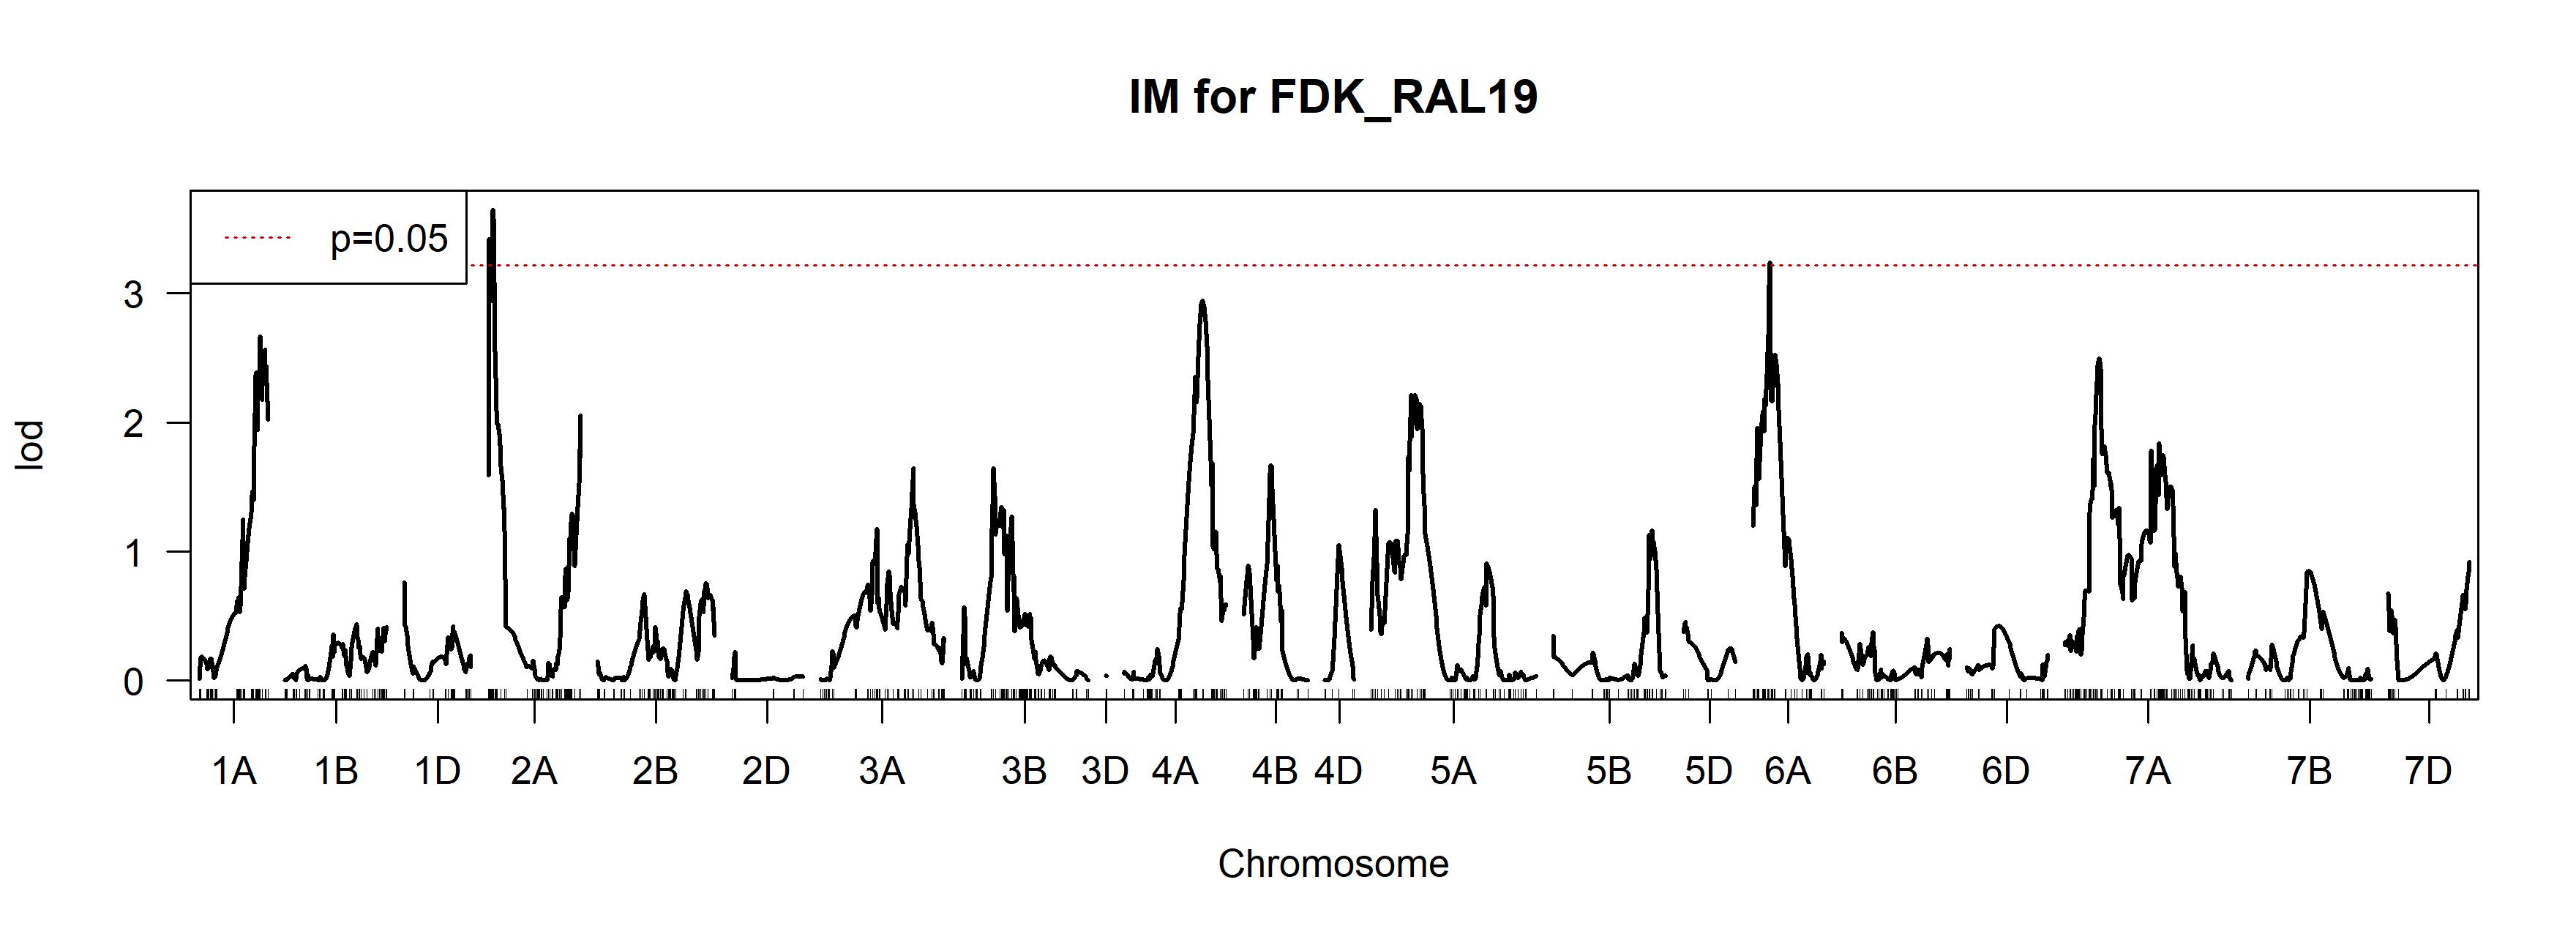 IM for FDK_RAL19
p=0.05
3
2
1
0
lod
1A 1B 1D 2A 2B 2D 3A 3B 3D 4A 4B 4D 5A 5B 5D 6A 6B 6D 7A 7B 7D
Chromosome